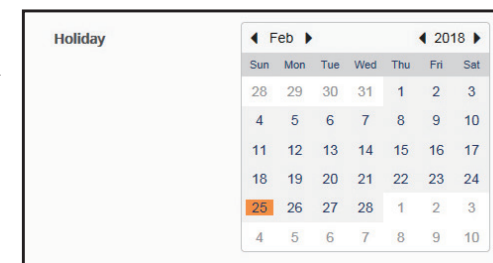 Holiday
Feb 2018
Sun Mon Tue Wed Thu Fri Sat
28 29 30 31 1 2 3
4 5 6 7 8 9 10
11 12 13 14 15 16 17
18 19 20 21 22 23 24
25 26 27 28 1 2 3
4 5 6 7 8 9 10